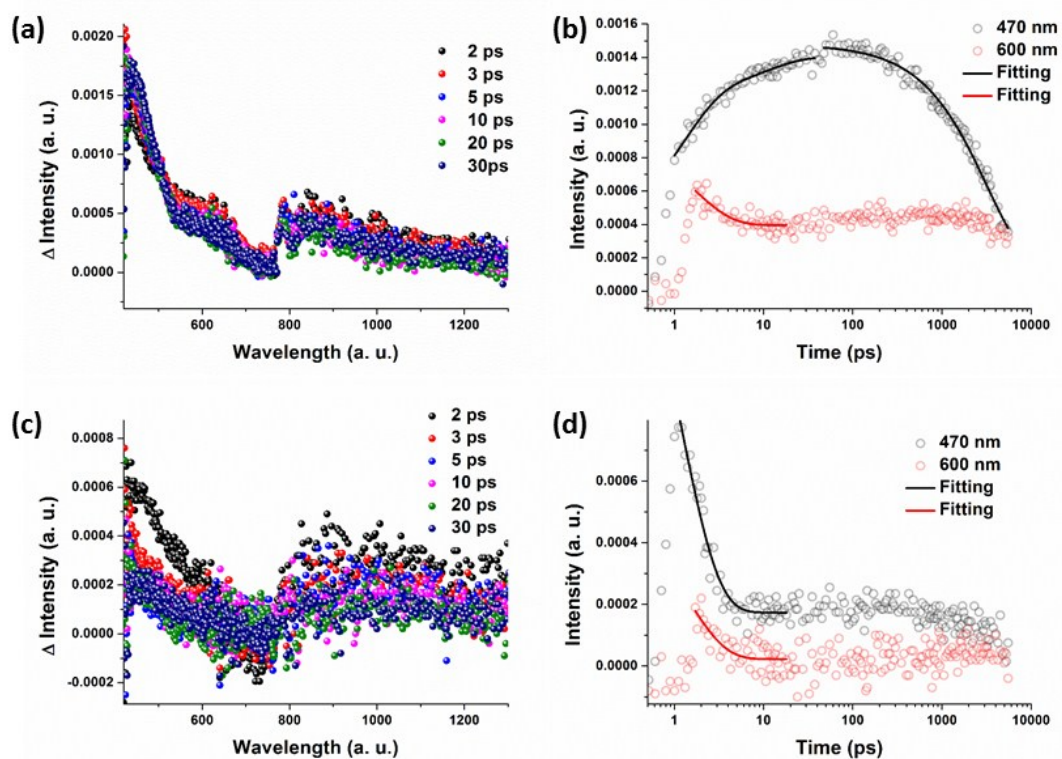 (a)
0.0020
0.0015
0.0010
0.0005
0.0000
Δ Intensity (a. u.)
2 ps
3 ps
5 ps
10 ps
20 ps
30ps
600 800 1000 1200
Wavelength (a. u.)
(b)
0.0016
0.0014
0.0012
0.0010
0.0008
0.0006
0.0004
0.0002
0.0000
Intensity (a. u.)
470 nm
600 nm
Fitting
Fitting
1 10 100 1000 10000
Time (ps)
(c)
0.0008
0.0006
0.0004
0.0002
0.0000
-0.0002
Δ Intensity (a. u.)
2 ps
3 ps
5 ps
10 ps
20 ps
30 ps
600 800 1000 1200
Wavelength (a. u.)
(d)
0.0006
0.0004
0.0002
0.0000
Intensity (a. u.)
470 nm
600 nm
Fitting
Fitting
1 10 100 1000 10000
Time (ps)